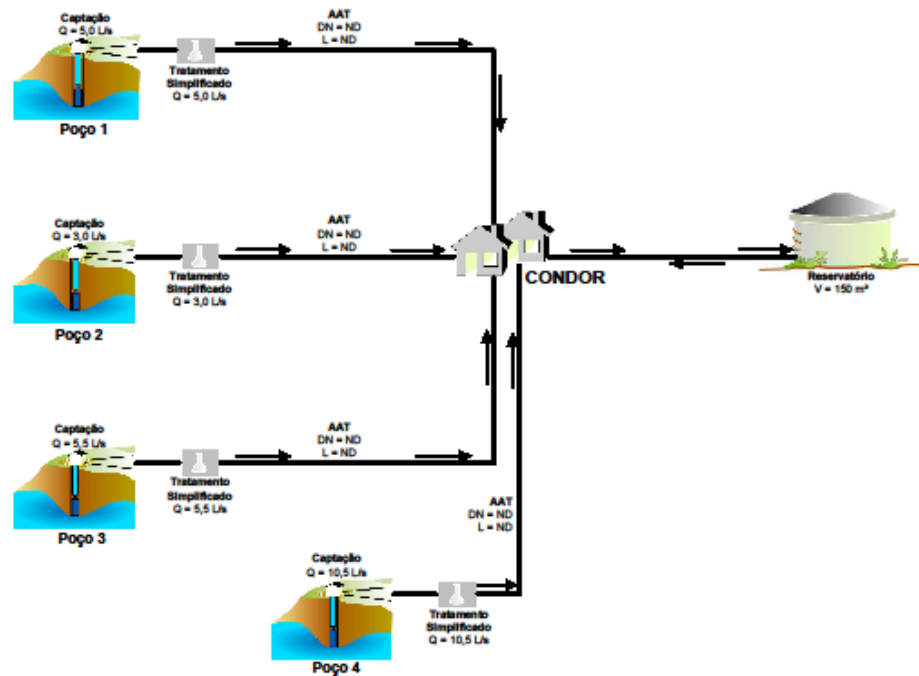 Captação
Q = 5,0 L/s
Poço 1
Tratamento
Simplificado
Q = 5,0 L/s
AAT
DN = ND
L = ND
Captação
Q = 3,0 L/s
Poço 2
Tratamento
Simplificado
Q = 3,0 L/s
AAT
DN = ND
L = ND
CONDOR
Reservatório
V = 150 m³
Captação
Q = 5,5 L/s
Poço 3
Tratamento
Simplificado
Q = 5,5 L/s
AAT
DN = ND
L = ND
AAT
DN = ND
L = ND
Captação
Q = 10,5 L/s
Poço 4
Tratamento
Simplificado
Q = 10,5 L/s